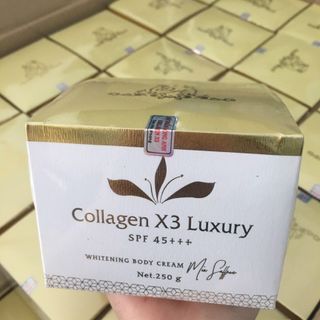 Collagen X3 Luxury
SPF 45+++
WHITENING BODY CREAM
Net.250 g